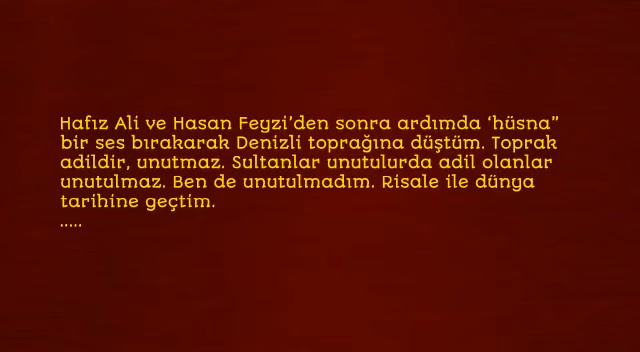 Hafız Ali ve Hasan Feyzi’den sonra ardımda ‘hüsna”
bir ses bırakarak Denizli toprağına düştüm. Toprak
adildir, unutmaz. Sultanlar unutulurda adil olanlar
unutulmaz. Ben de unutulmadım. Risale ile dünya
tarihine geçtim.
.....